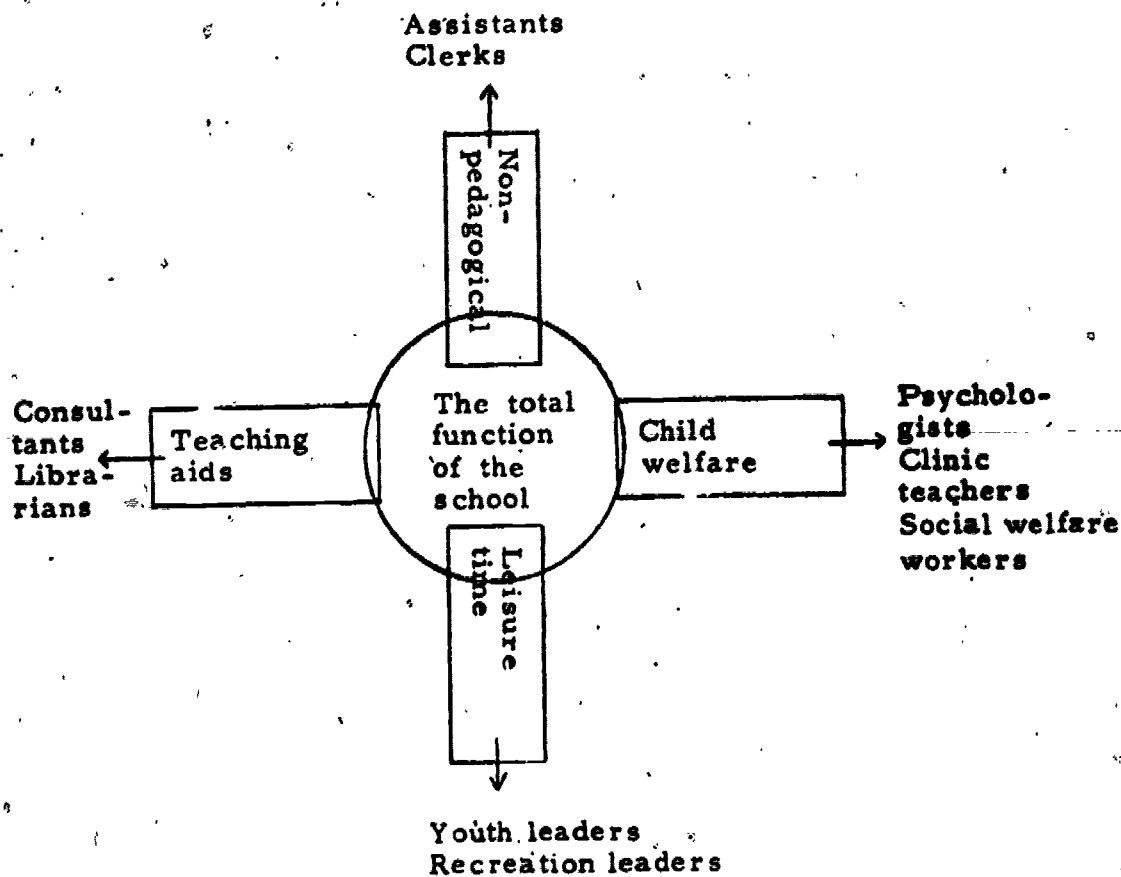 Assistants
Clerks
Non-
pedagogical
Consul-
tants
Libra-
rians
Teaching
aids
The total
function
of the
school
Child
welfare
Psycholo-
gists
Clinic
teachers
Social welfare
workers
Leisure
time
Youth leaders
Recreation leaders